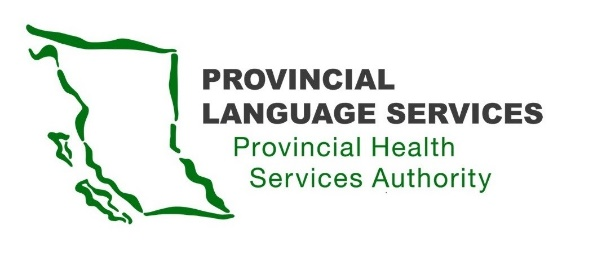 PROVINCIAL
LANGUAGE SERVICES
Provincial Health
Services Authority